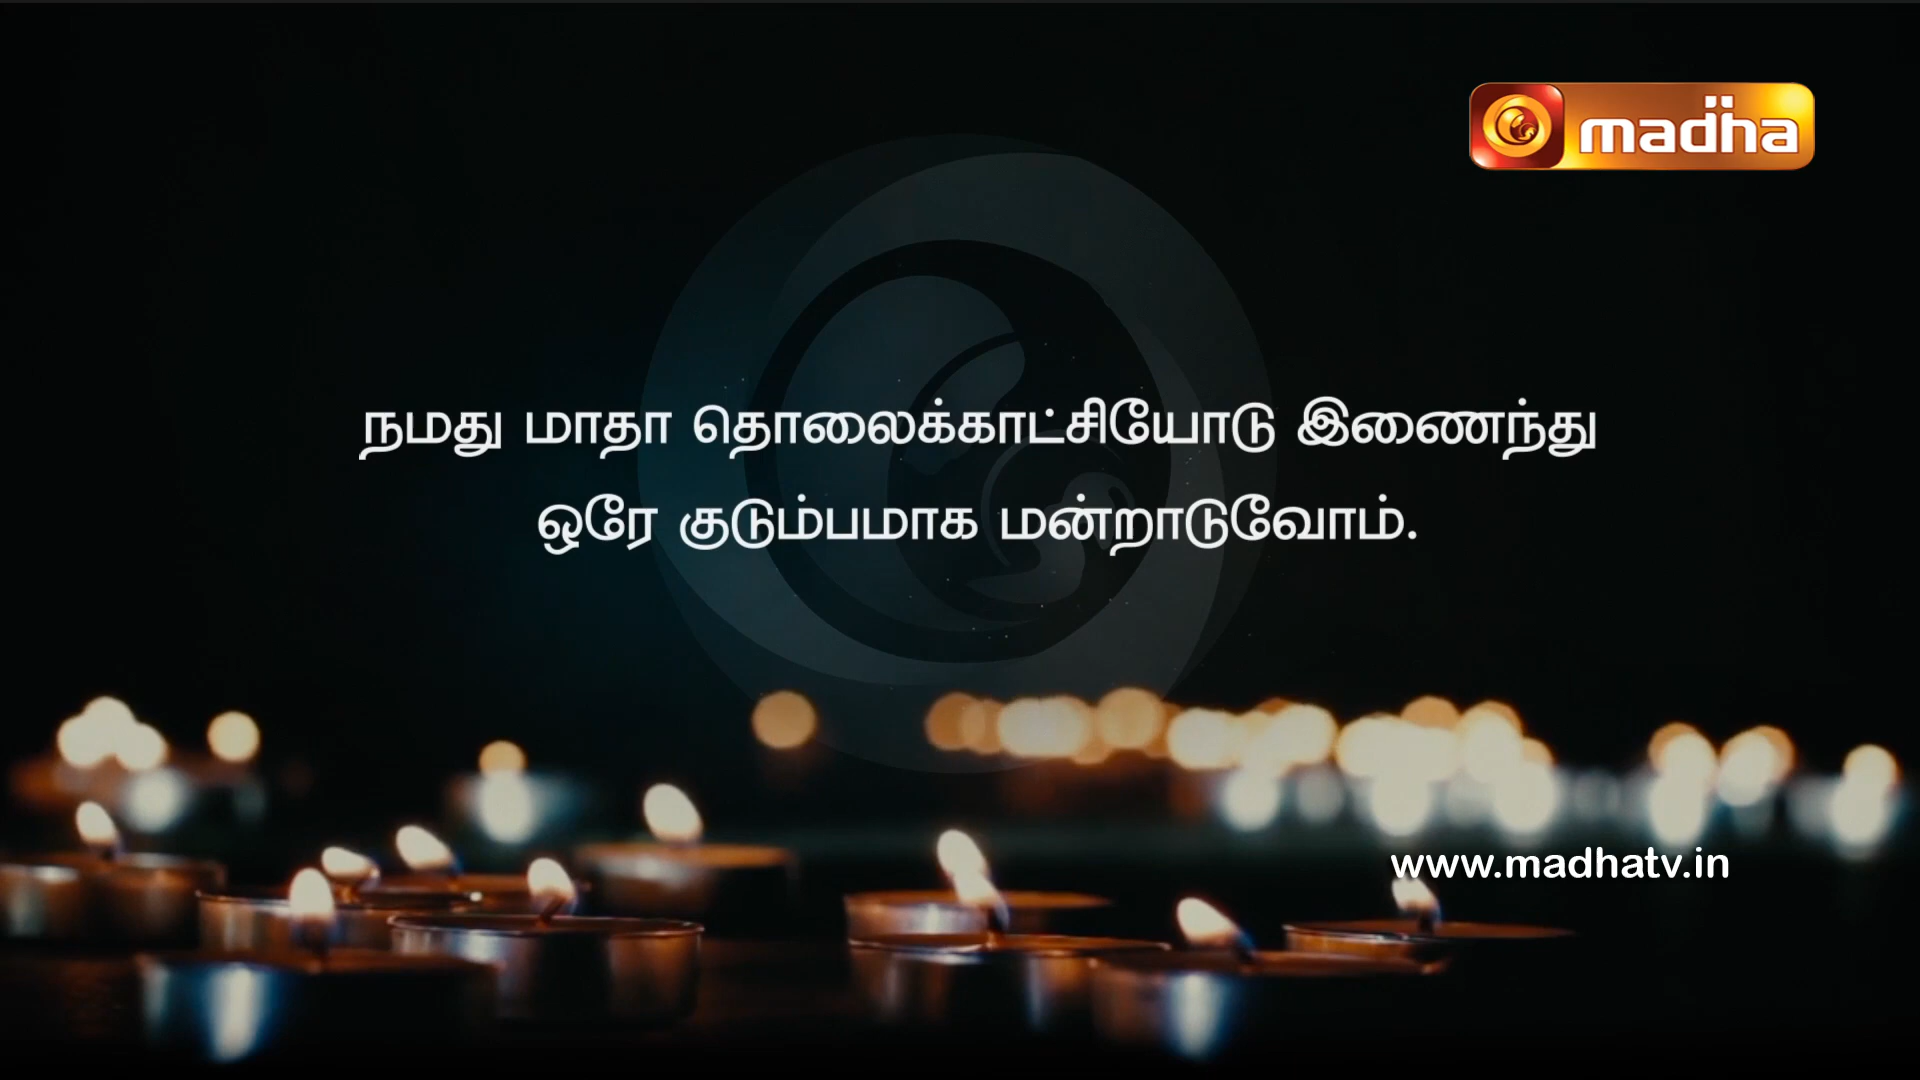 madha
நமது மாதா தொலைக்காட்சியோடு இணைந்து
ஒரே குடும்பமாக மன்றாடுவோம்.
www.madhatv.in